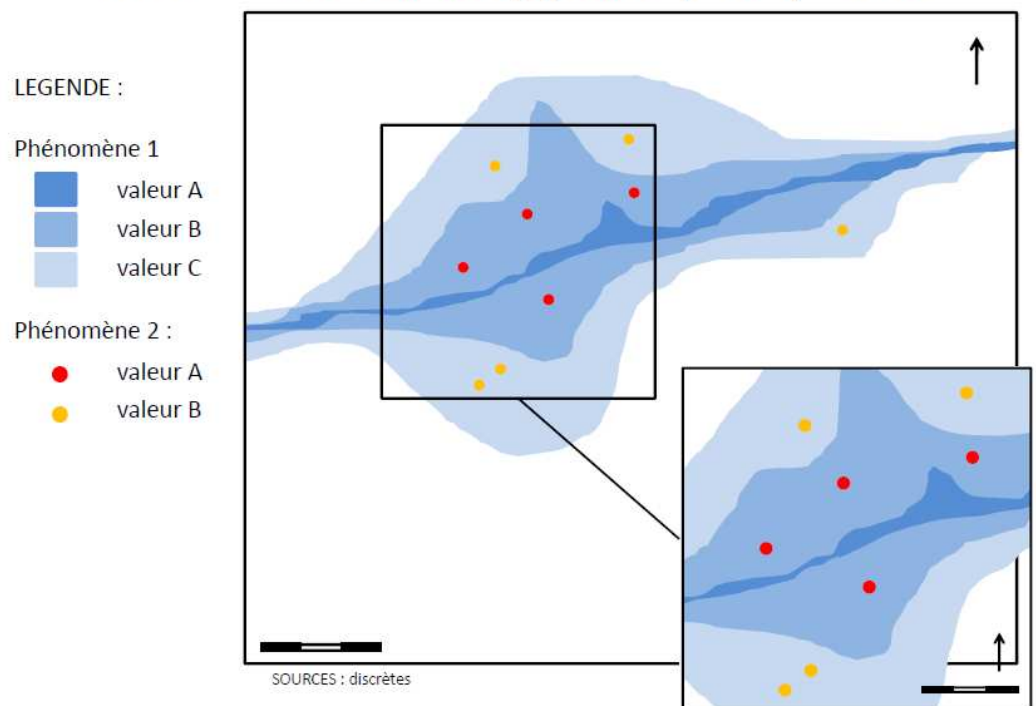 LEGENDE :
Phénomène 1
valeur A
valeur B
valeur C
Phénomène 2 :
valeur A
valeur B
SOURCES : discrètes